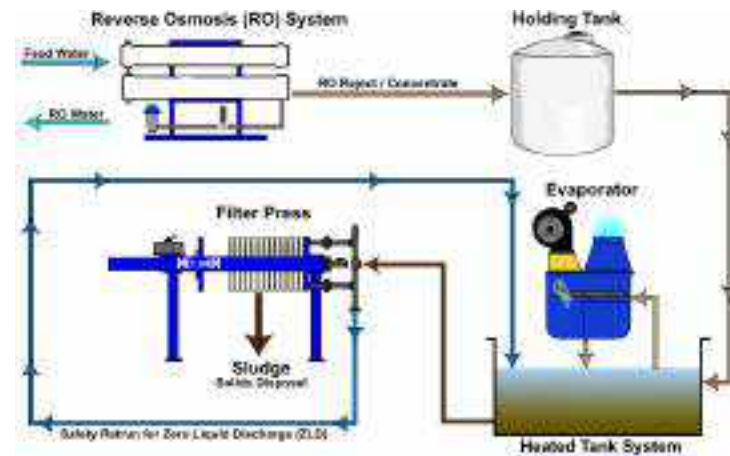 Reverse Osmosis (RO) System
Holding Tank
Feed Water
RO Reject / Concentrate
RO Water
Evaporator
Filter Press
Sludge
Solids Disposal
Safety Retrun for Zero Liquid Discharge (ZLD)
Heated Tank System